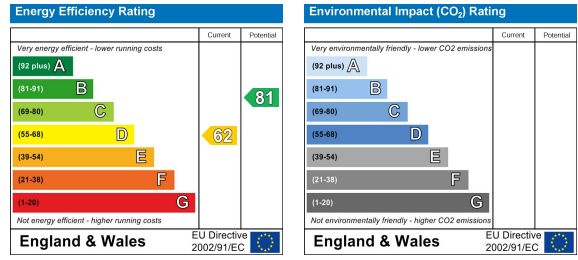 Energy Efficiency Rating
Current Potential
Very energy efficient - lower running costs
(92 plus) A
(81-91) B
(69-80) C
(55-68) D
(39-54) E
(21-38) F
(1-20) G
81
62
Not energy efficient - higher running costs
England & Wales
EU Directive
2002/91/EC
Environmental Impact (CO2) Rating
Current Potential
Very environmentally friendly - lower CO2 emissions
(92 plus) A
(81-91) B
(69-80) C
(55-68) D
(39-54) E
(21-38) F
(1-20) G
Not environmentally friendly - higher CO2 emissions
England & Wales
EU Directive
2002/91/EC